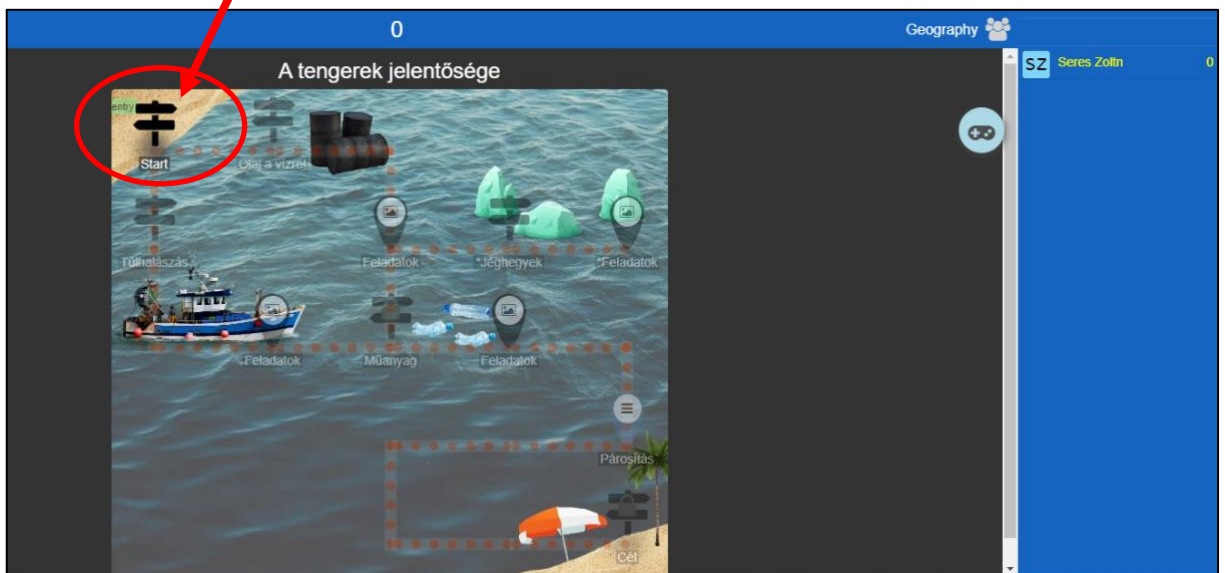 0
Geography
SZ Seres Zoltn 0
A tengerek jelentősége
entry
Start
Olaj a vízre!
Túlhalászás
Feladatok
*Jéghegyek
*Feladatok
Feladatok
Műanyag
Feladatok
Párosítás
Cél